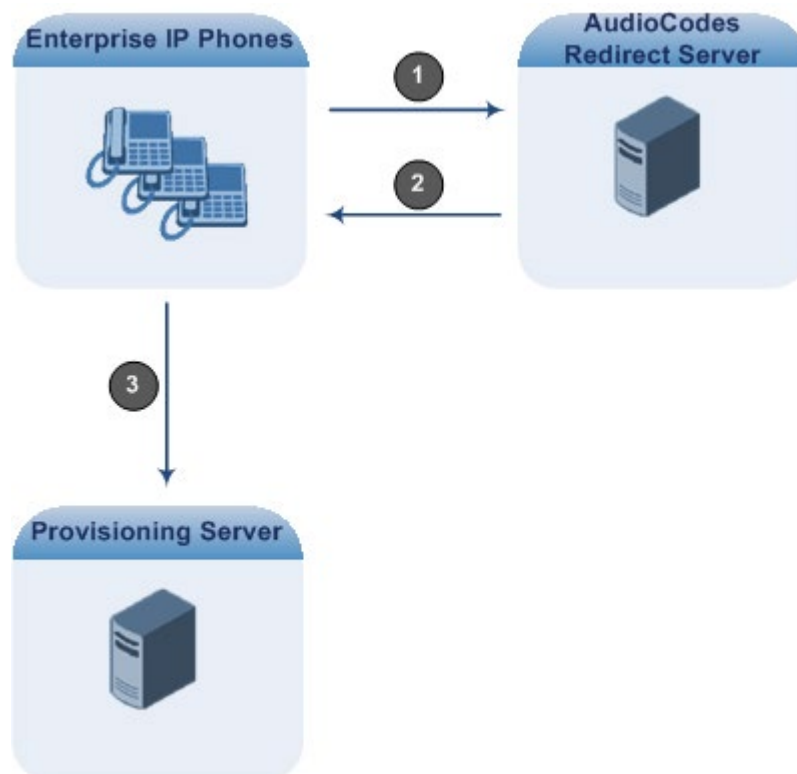 Enterprise IP Phones
AudioCodes
Redirect Server
1
2
3
Provisioning Server